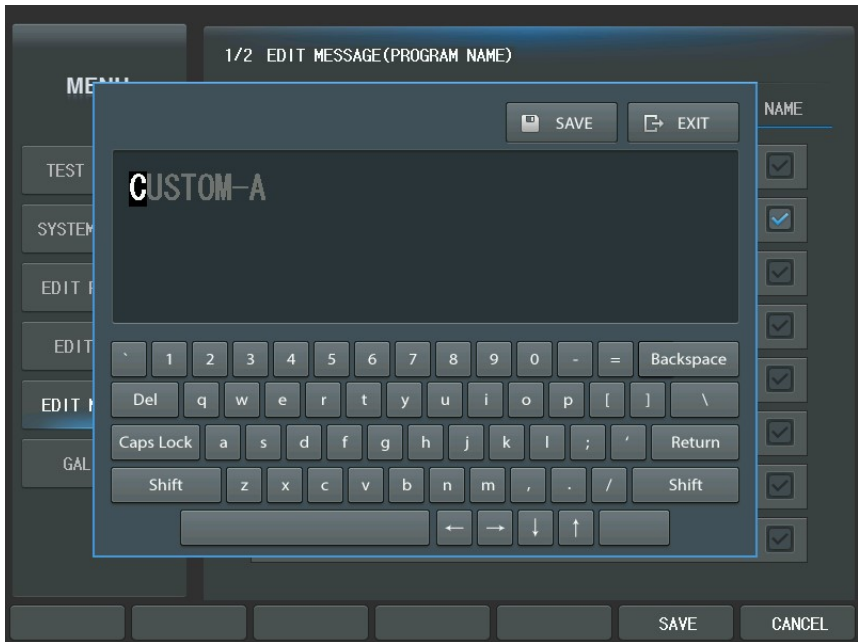 1/2 EDIT MESSAGE(PROGRAM NAME)
MENU
NAME
SAVE EXIT
TEST
CUSTOM-A
SYSTEM
EDIT
EDIT
EDIT
GAL
` 1 2 3 4 5 6 7 8 9 0 - = Backspace
Del q w e r t y u i o p [ ] \
Caps Lock a s d f g h j k l ; ' Return
Shift z x c v b n m , . / Shift
← → ↓ ↑
SAVE CANCEL